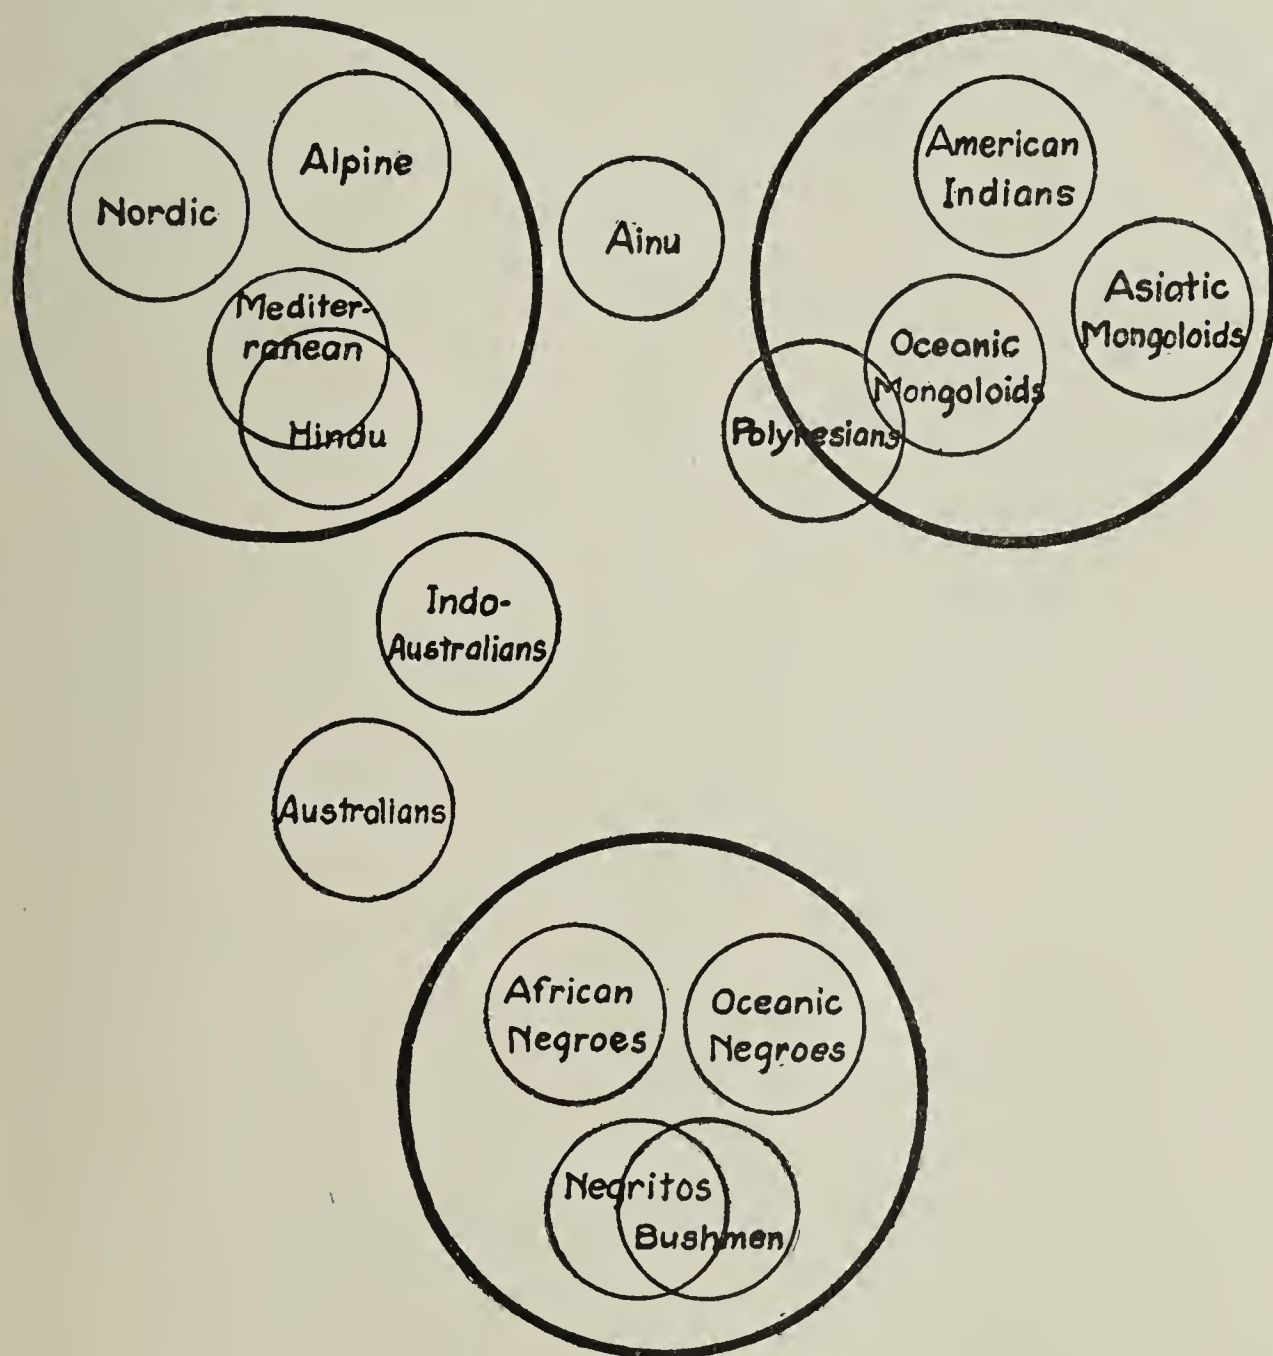 Nordic
Alpine
Mediter-
ranean
Hindu
Ainu
American
Indians
Asiatic
Mongoloids
Oceanic
Mongoloids
Polynesians
Indo-
Australians
Australians
African
Negroes
Oceanic
Negroes
Negritos
Bushmen